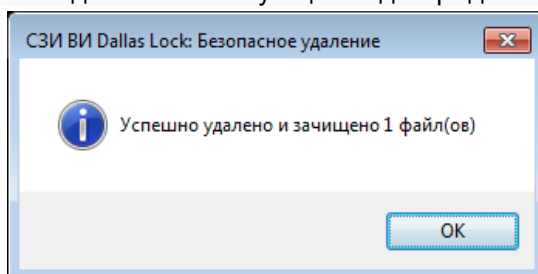 СЗИ ВИ Dallas Lock: Безопасное удаление
Успешно удалено и зачищено 1 файл(ов)
OK